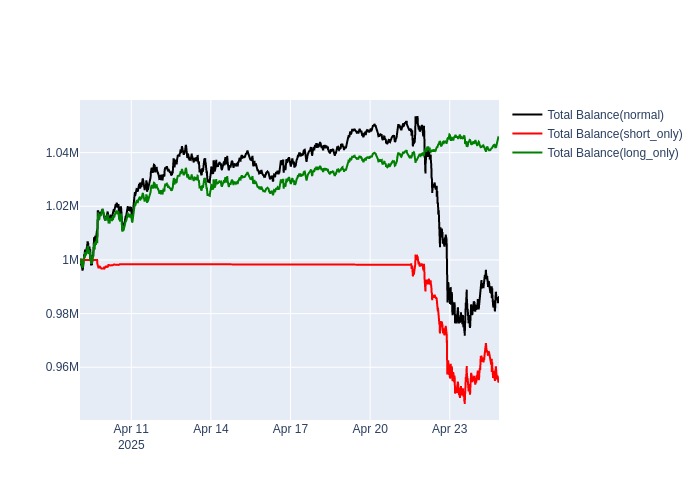 Total Balance(normal)
Total Balance(short_only)
Total Balance(long_only)
1.04M
1.02M
1M
0.98M
0.96M
Apr 11
2025
Apr 14
Apr 17
Apr 20
Apr 23